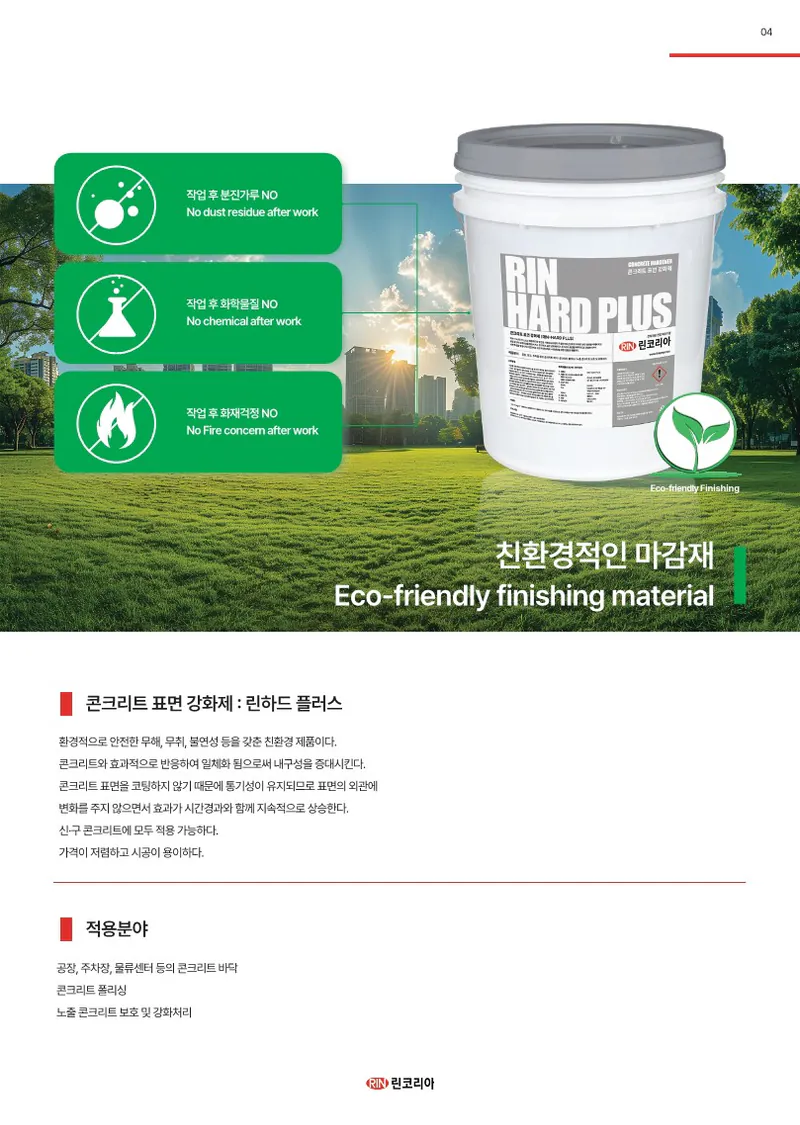 04
작업 후 분진가루 NO
No dust residue after work
작업 후 화학물질 NO
No chemical after work
작업 후 화재걱정 NO
No Fire concern after work
RIN
HARD PLUS
CONCRETE HARDENER
콘크리트 표면 강화제
RIN 린코리아
Eco-friendly Finishing
친환경적인 마감재
Eco-friendly finishing material
콘크리트 표면 강화제 : 린하드 플러스
환경적으로 안전한 무해, 무취, 불연성 등을 갖춘 친환경 제품이다.
콘크리트와 효과적으로 반응하여 일체화 됨으로써 내구성을 증대시킨다.
콘크리트 표면을 코팅하지 않기 때문에 통기성이 유지되므로 표면의 외관에
변화를 주지 않으면서 효과가 시간경과와 함께 지속적으로 상승한다.
신·구 콘크리트에 모두 적용 가능하다.
가격이 저렴하고 시공이 용이하다.
적용분야
공장, 주차장, 물류센터 등의 콘크리트 바닥
콘크리트 폴리싱
노출 콘크리트 보호 및 강화처리
RIN 린코리아